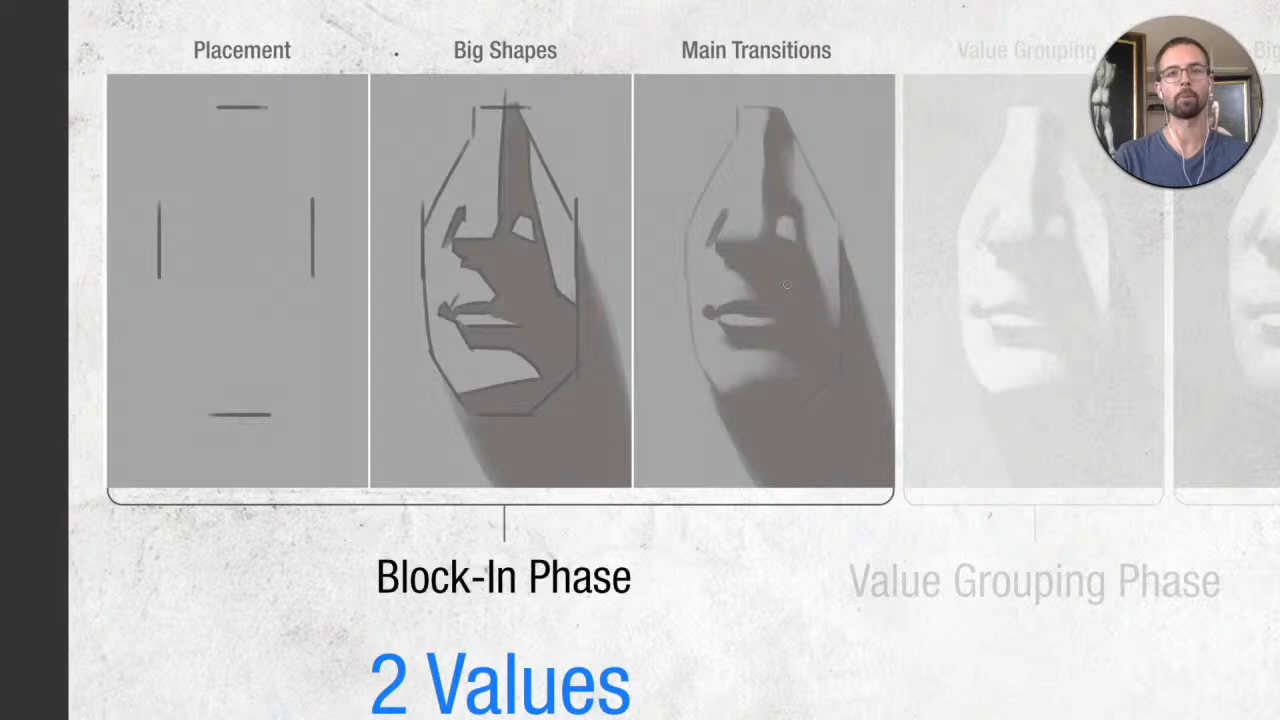 Placement
Big Shapes
Main Transitions
Value Grouping
Block-In Phase
Value Grouping Phase
2 Values